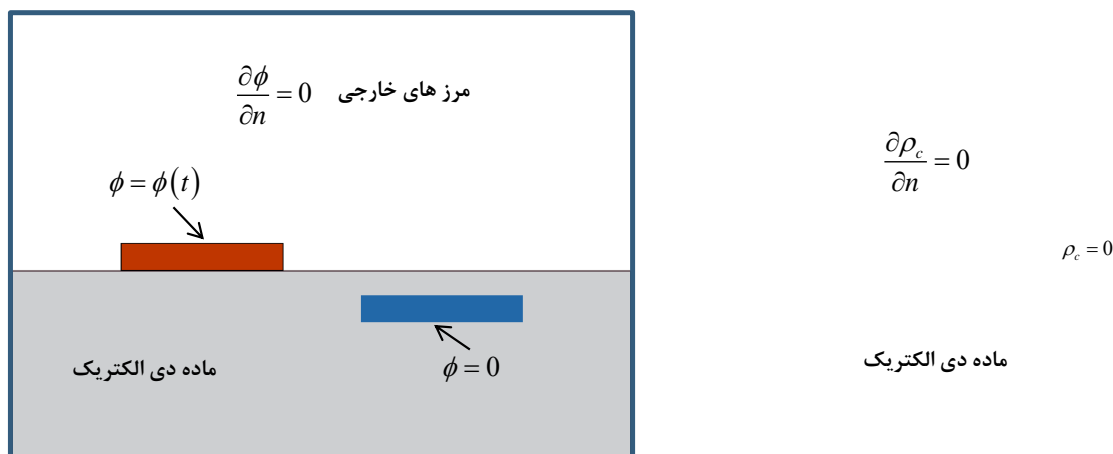 ∂φ/∂n = 0 مرز های خارجی
φ = φ(t)
ماده دی الکتریک
φ = 0
∂ρ_c/∂n = 0
ρ_c = 0
ماده دی الکتریک